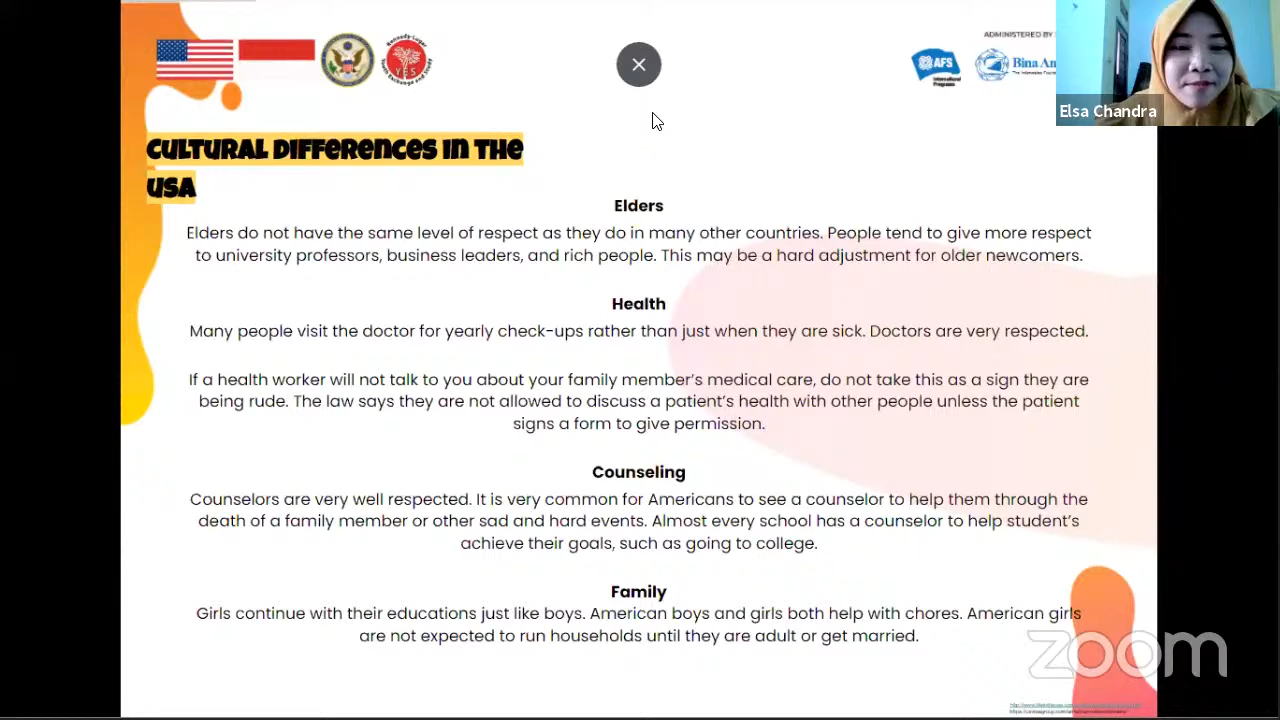 ADMINISTERED BY
AFS
International
Programs
Bina An
Kennedy-Lugar
YES
Youth Exchange and Study
Elsa Chandra
CULTURAL DIFFERENCES IN THE
USA
Elders
Elders do not have the same level of respect as they do in many other countries. People tend to give more respect
to university professors, business leaders, and rich people. This may be a hard adjustment for older newcomers.
Health
Many people visit the doctor for yearly check-ups rather than just when they are sick. Doctors are very respected.
If a health worker will not talk to you about your family member's medical care, do not take this as a sign they are
being rude. The law says they are not allowed to discuss a patient's health with other people unless the patient
signs a form to give permission.
Counseling
Counselors are very well respected. It is very common for Americans to see a counselor to help them through the
death of a family member or other sad and hard events. Almost every school has a counselor to help student's
achieve their goals, such as going to college.
Family
Girls continue with their educations just like boys. American boys and girls both help with chores. American girls
are not expected to run households until they are adult or get married.
zoom